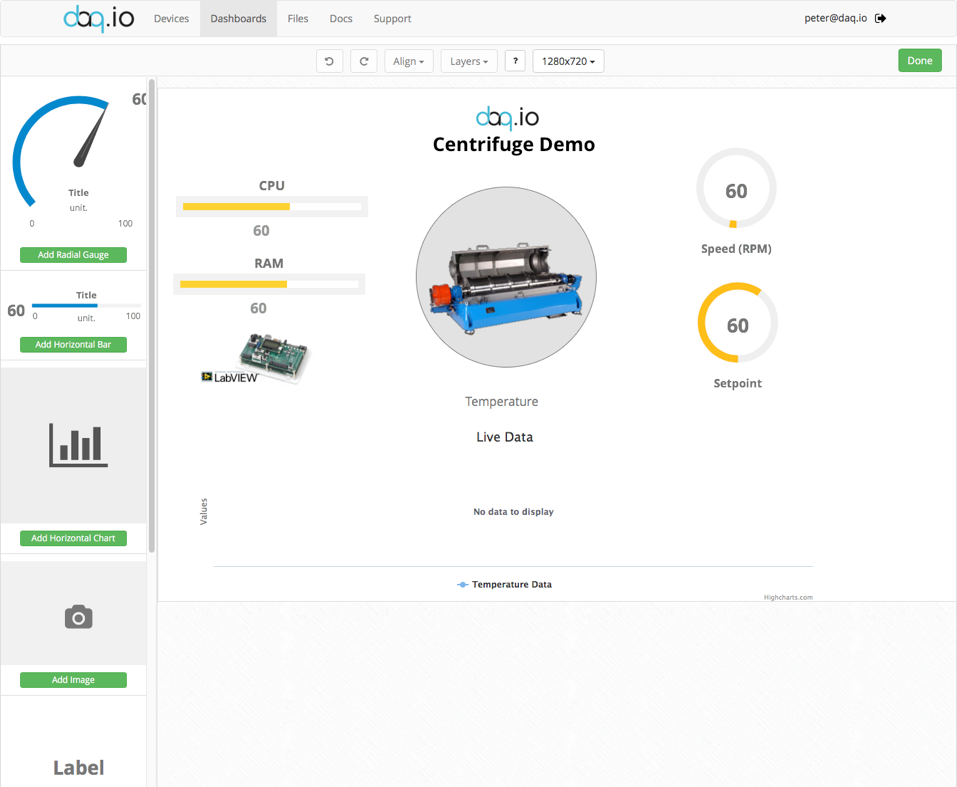 daq.io
Devices
Dashboards
Files
Docs
Support
peter@daq.io
Align
Layers
?
1280x720
Done
60
Title
unit.
0 100
Add Radial Gauge
Title
60
0 unit. 100
Add Horizontal Bar
Add Horizontal Chart
Add Image
Label
daq.io
Centrifuge Demo
CPU
60
RAM
60
LabVIEW
60
Speed (RPM)
60
Setpoint
Temperature
Live Data
Values
No data to display
Temperature Data
Highcharts.com